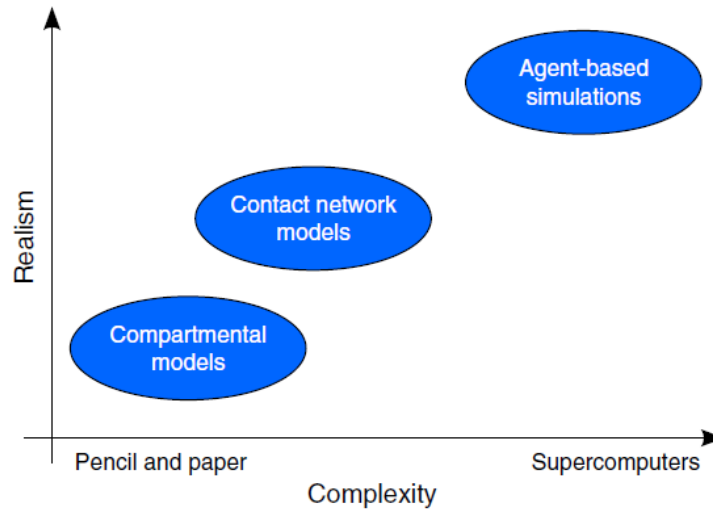 Agent-based
simulations
Contact network
models
Compartmental
models
Realism
Pencil and paper
Supercomputers
Complexity